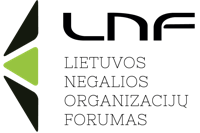 LNF
LIETUVOS
NEGALIOS
ORGANIZACIJŲ
FORUMAS